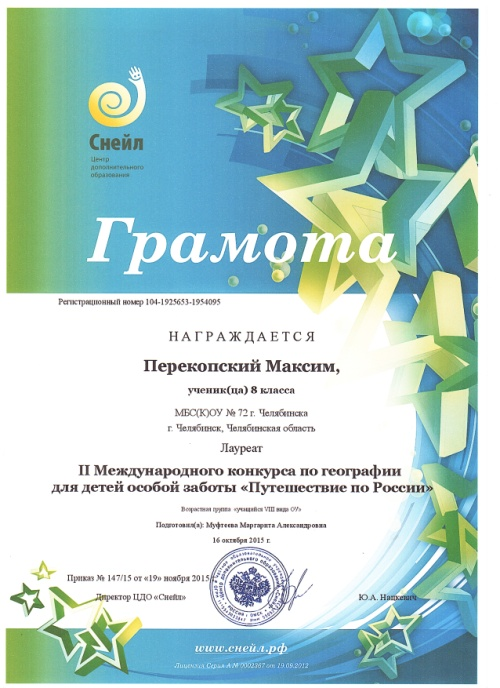 Снейл
Центр
дополнительного
образования
Грамота
Регистрационный номер 104-1925653-1954095
НАГРАЖДАЕТСЯ
Перекопский Максим,
ученик(ца) 8 класса
МБС(К)ОУ № 72 г. Челябинска
г. Челябинск, Челябинская область
Лауреат
II Международного конкурса по географии
для детей особой заботы «Путешествие по России»
Возрастная группа «учащийся VIII вида ОУ»
Подготовил(а): Муфтеева Маргарита Александровна
16 октября 2015 г.
Приказ № 147/15 от «19» ноября 2015
Директор ЦДО «Снейл»
Ю.А. Нацкевич
www.снейл.рф
Лицензия Серия А № 0002367 от 19.09.2012